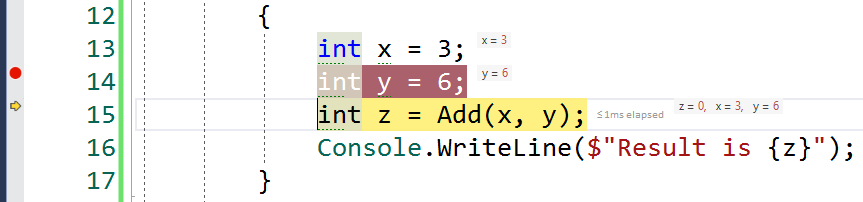 12 {
13 int x = 3; x = 3
14 int y = 6; y = 6
15 int z = Add(x, y); ≤1ms elapsed z = 0, x = 3, y = 6
16 Console.WriteLine($"Result is {z}");
17 }